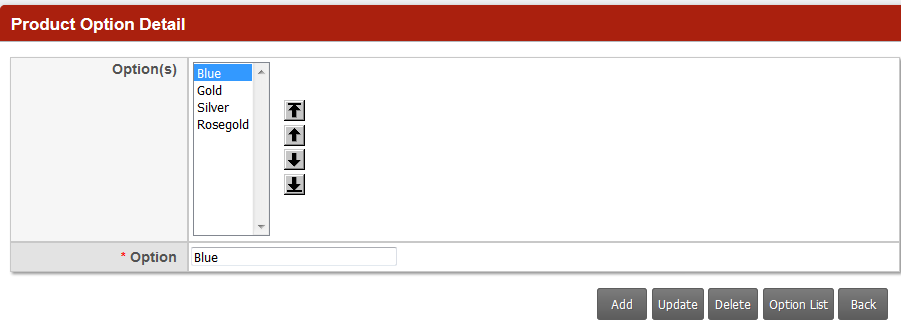 Product Option Detail
Option(s)
Blue
Gold
Silver
Rosegold
* Option
Blue
Add Update Delete Option List Back